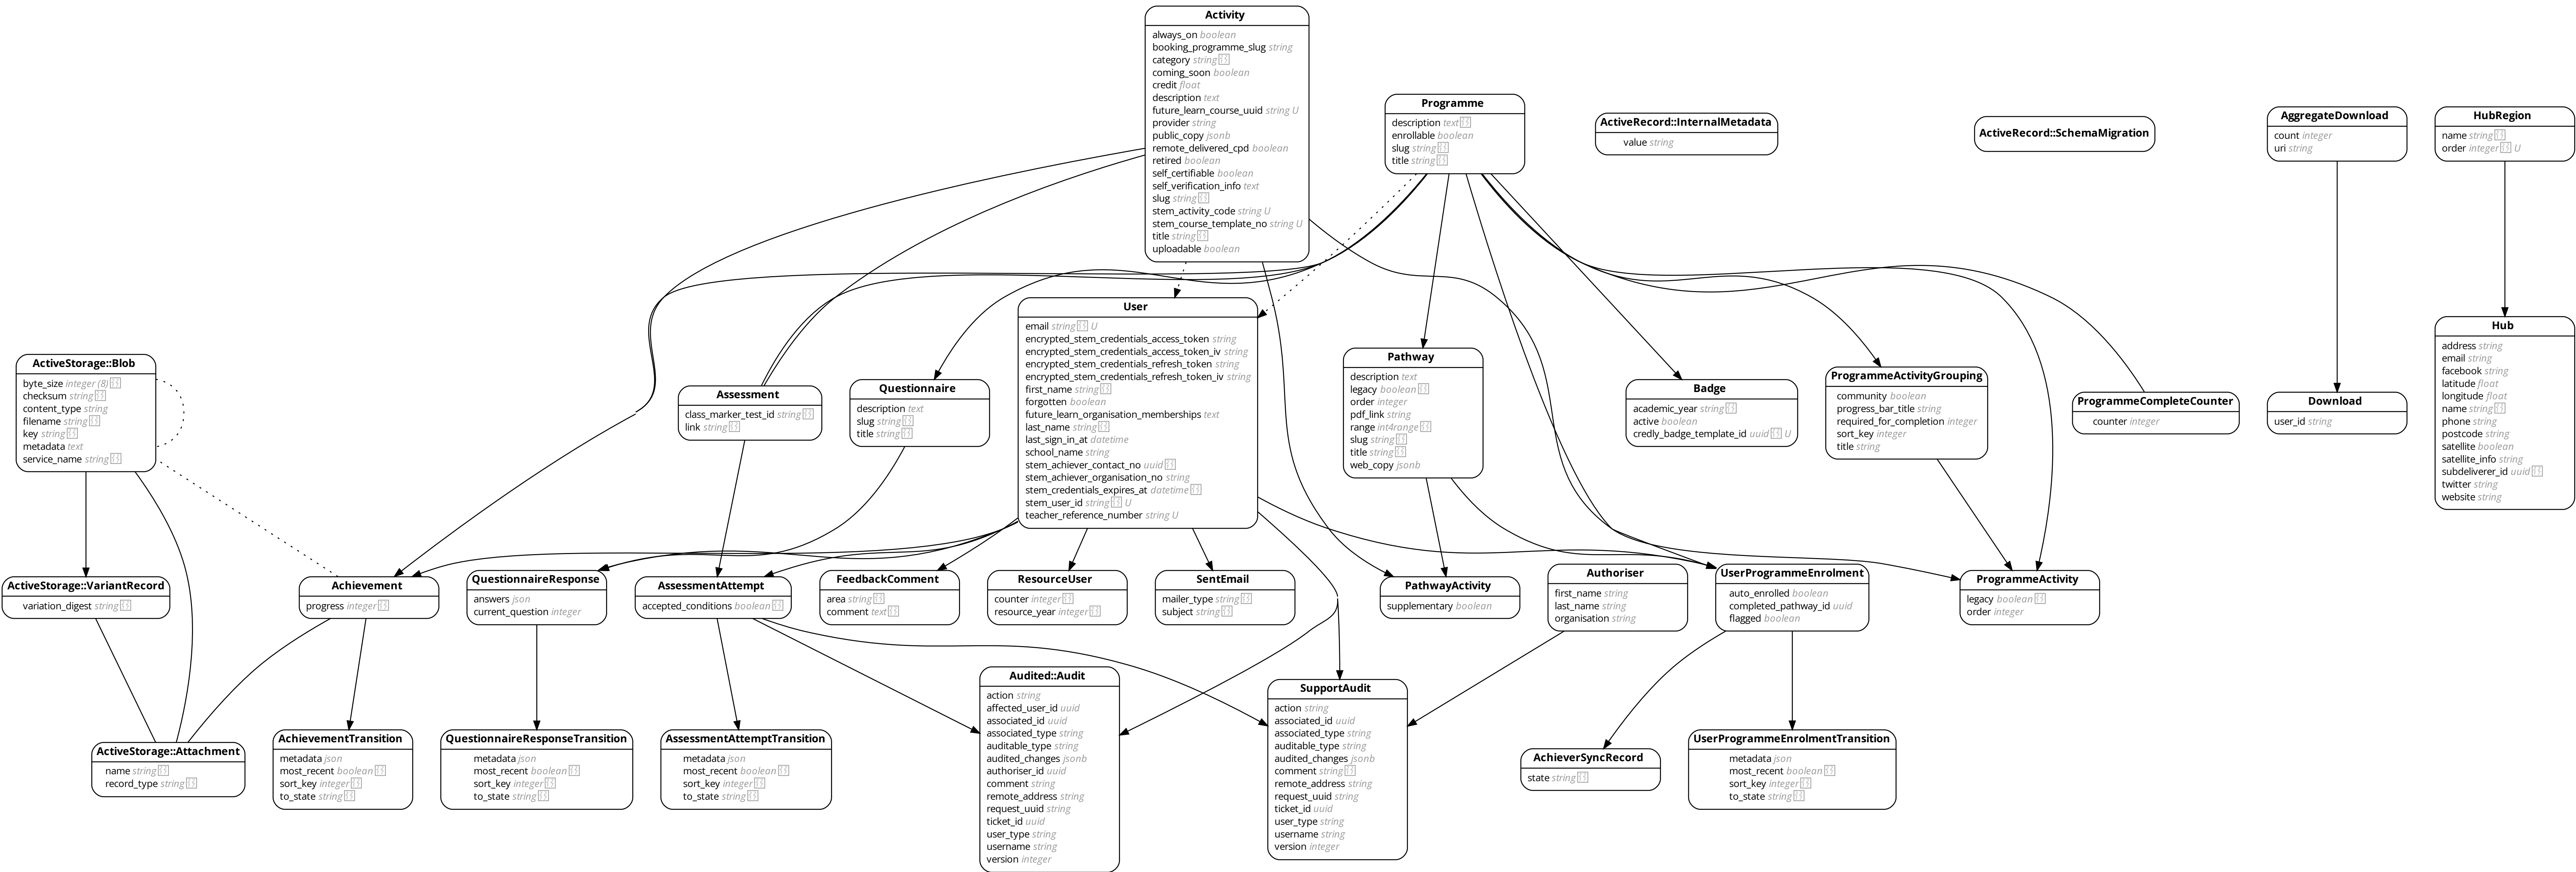 Activity
always_on boolean
booking_programme_slug string
category string
coming_soon boolean
credit float
description text
future_learn_course_uuid string U
provider string
public_copy jsonb
remote_delivered_cpd boolean
retired boolean
self_certifiable boolean
self_verification_info text
slug string
stem_activity_code string U
stem_course_template_no string U
title string
uploadable boolean
Programme
description text
enrollable boolean
slug string
title string
ActiveRecord::InternalMetadata
value string
ActiveRecord::SchemaMigration
AggregateDownload
count integer
uri string
HubRegion
name string
order integer U
ActiveStorage::Blob
byte_size integer (8)
checksum string
content_type string
filename string
key string
metadata text
service_name string
Assessment
class_marker_test_id string
link string
Questionnaire
description text
slug string
title string
User
email string U
encrypted_stem_credentials_access_token string
encrypted_stem_credentials_access_token_iv string
encrypted_stem_credentials_refresh_token string
encrypted_stem_credentials_refresh_token_iv string
first_name string
forgotten boolean
future_learn_organisation_memberships text
last_name string
last_sign_in_at datetime
school_name string
stem_achiever_contact_no uuid
stem_achiever_organisation_no string
stem_credentials_expires_at datetime
stem_user_id string U
teacher_reference_number string U
Pathway
description text
legacy boolean
order integer
pdf_link string
range int4range
slug string
title string
web_copy jsonb
Badge
academic_year string
active boolean
credly_badge_template_id uuid U
ProgrammeActivityGrouping
community boolean
progress_bar_title string
required_for_completion integer
sort_key integer
title string
ProgrammeCompleteCounter
counter integer
Download
user_id string
Hub
address string
email string
facebook string
latitude float
longitude float
name string
phone string
postcode string
satellite boolean
satellite_info string
subdeliverer_id uuid
twitter string
website string
ActiveStorage::VariantRecord
variation_digest string
Achievement
progress integer
QuestionnaireResponse
answers json
current_question integer
AssessmentAttempt
accepted_conditions boolean
FeedbackComment
area string
comment text
ResourceUser
counter integer
resource_year integer
SentEmail
mailer_type string
subject string
PathwayActivity
supplementary boolean
Authoriser
first_name string
last_name string
organisation string
UserProgrammeEnrolment
auto_enrolled boolean
completed_pathway_id uuid
flagged boolean
ProgrammeActivity
legacy boolean
order integer
ActiveStorage::Attachment
name string
record_type string
AchievementTransition
metadata json
most_recent boolean
sort_key integer
to_state string
QuestionnaireResponseTransition
metadata json
most_recent boolean
sort_key integer
to_state string
AssessmentAttemptTransition
metadata json
most_recent boolean
sort_key integer
to_state string
Audited::Audit
action string
affected_user_id uuid
associated_id uuid
associated_type string
auditable_type string
audited_changes jsonb
authoriser_id uuid
comment string
remote_address string
request_uuid string
ticket_id uuid
user_type string
username string
version integer
SupportAudit
action string
associated_id uuid
associated_type string
auditable_type string
audited_changes jsonb
comment string
remote_address string
request_uuid string
ticket_id uuid
user_type string
username string
version integer
AchieverSyncRecord
state string
UserProgrammeEnrolmentTransition
metadata json
most_recent boolean
sort_key integer
to_state string